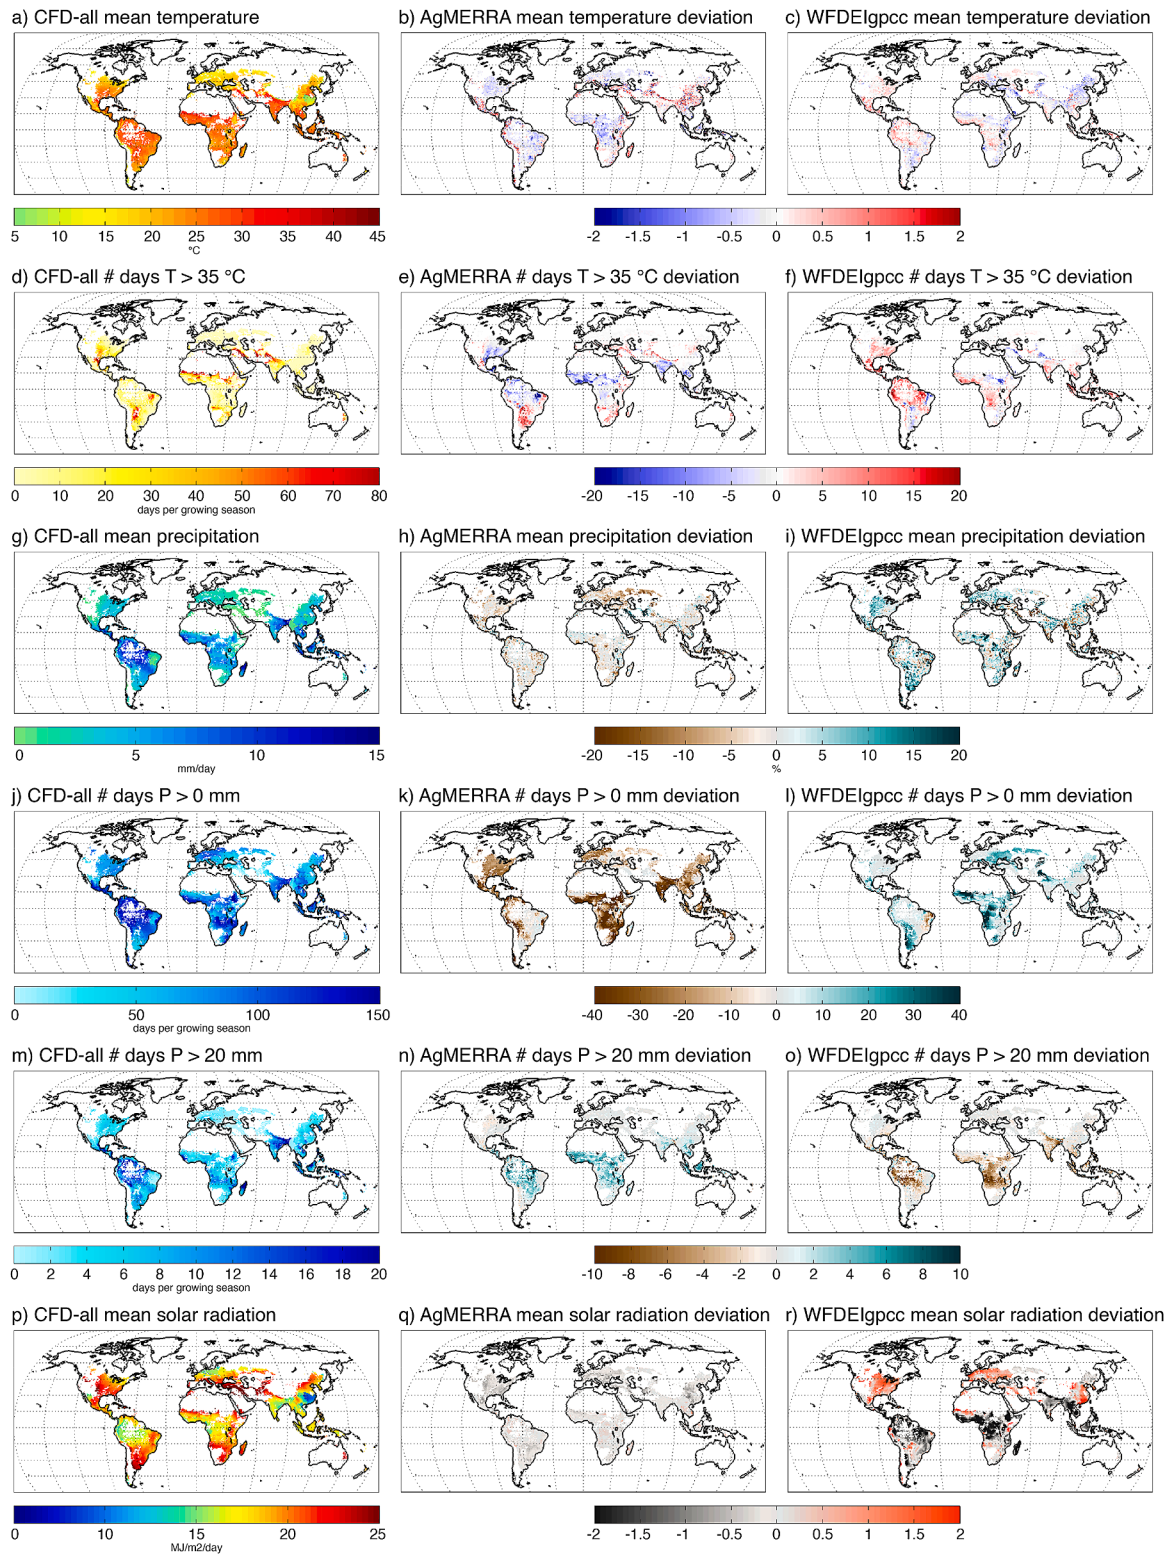 a) CFD-all mean temperature
b) AgMERRA mean temperature deviation
c) WFDEIgpcc mean temperature deviation
5 10 15 20 25 30 35 40 45
°C
-2 -1.5 -1 -0.5 0 0.5 1 1.5 2
d) CFD-all # days T > 35 °C
e) AgMERRA # days T > 35 °C deviation
f) WFDEIgpcc # days T > 35 °C deviation
0 10 20 30 40 50 60 70 80
days per growing season
-20 -15 -10 -5 0 5 10 15 20
g) CFD-all mean precipitation
h) AgMERRA mean precipitation deviation
i) WFDEIgpcc mean precipitation deviation
0 5 10 15
mm/day
-20 -15 -10 -5 0 5 10 15 20
%
j) CFD-all # days P > 0 mm
k) AgMERRA # days P > 0 mm deviation
l) WFDEIgpcc # days P > 0 mm deviation
0 50 100 150
days per growing season
-40 -30 -20 -10 0 10 20 30 40
m) CFD-all # days P > 20 mm
n) AgMERRA # days P > 20 mm deviation
o) WFDEIgpcc # days P > 20 mm deviation
0 2 4 6 8 10 12 14 16 18 20
days per growing season
-10 -8 -6 -4 -2 0 2 4 6 8 10
p) CFD-all mean solar radiation
q) AgMERRA mean solar radiation deviation
r) WFDEIgpcc mean solar radiation deviation
0 10 15 20 25
MJ/m2/day
-2 -1.5 -1 -0.5 0 0.5 1 1.5 2